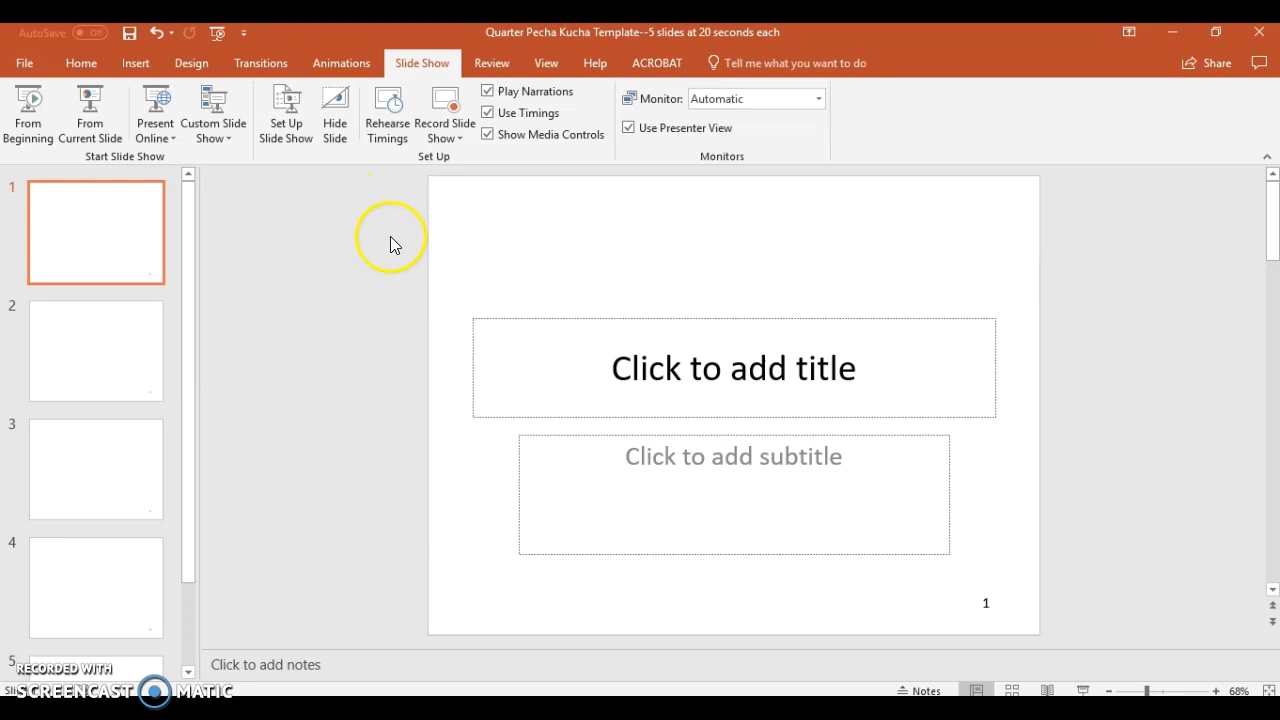 AutoSave Off
Quarter Pecha Kucha Template--5 slides at 20 seconds each
File Home Insert Design Transitions Animations Slide Show Review View Help ACROBAT Tell me what you want to do Share
From Beginning
From Current Slide
Present Online
Custom Slide Show
Start Slide Show
Set Up Slide Show
Hide Slide
Rehearse Timings
Record Slide Show
Play Narrations
Use Timings
Show Media Controls
Set Up
Monitor: Automatic
Use Presenter View
Monitors
1
2
3
4
5
Click to add title
Click to add subtitle
1
Click to add notes
RECORDED WITH
SCREENCAST MATIC
Notes
68%